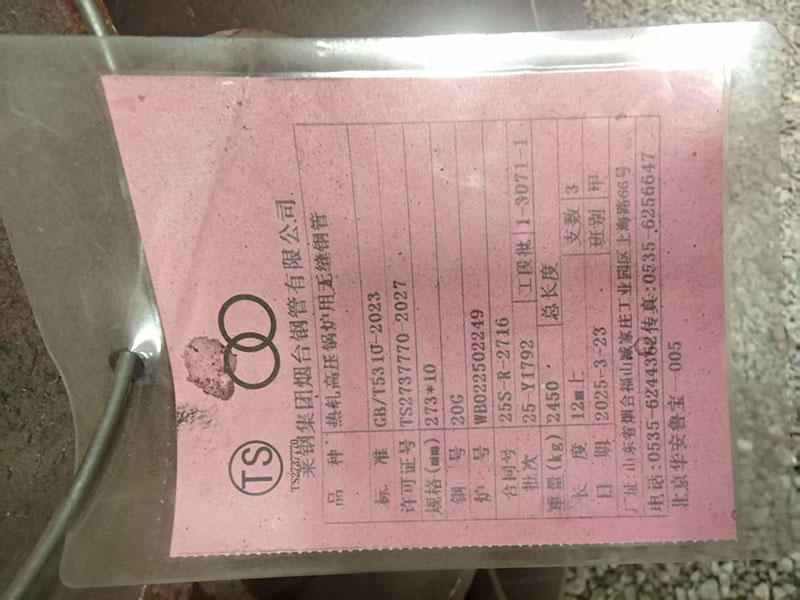 TS
TS2737770
莱钢集团烟台钢管有限公司
品种 热轧高压锅炉用无缝钢管
标准 GB/T5310-2023
许可证号 TS2737770-2027
规格(mm) 273*10
钢号 20G
炉号 WB022502249
合同号 25S-R-2716
批次 25-Y1792 工段批 1-3071-1
重量(kg) 2450 总长度
长度 12m上 支数 3
日期 2025-3-23 班别 甲
厂址:山东省烟台福山臧家庄工业园区上海路66号
电话:0535-6244362传真:0535-6256647
北京华安鲁宝--005